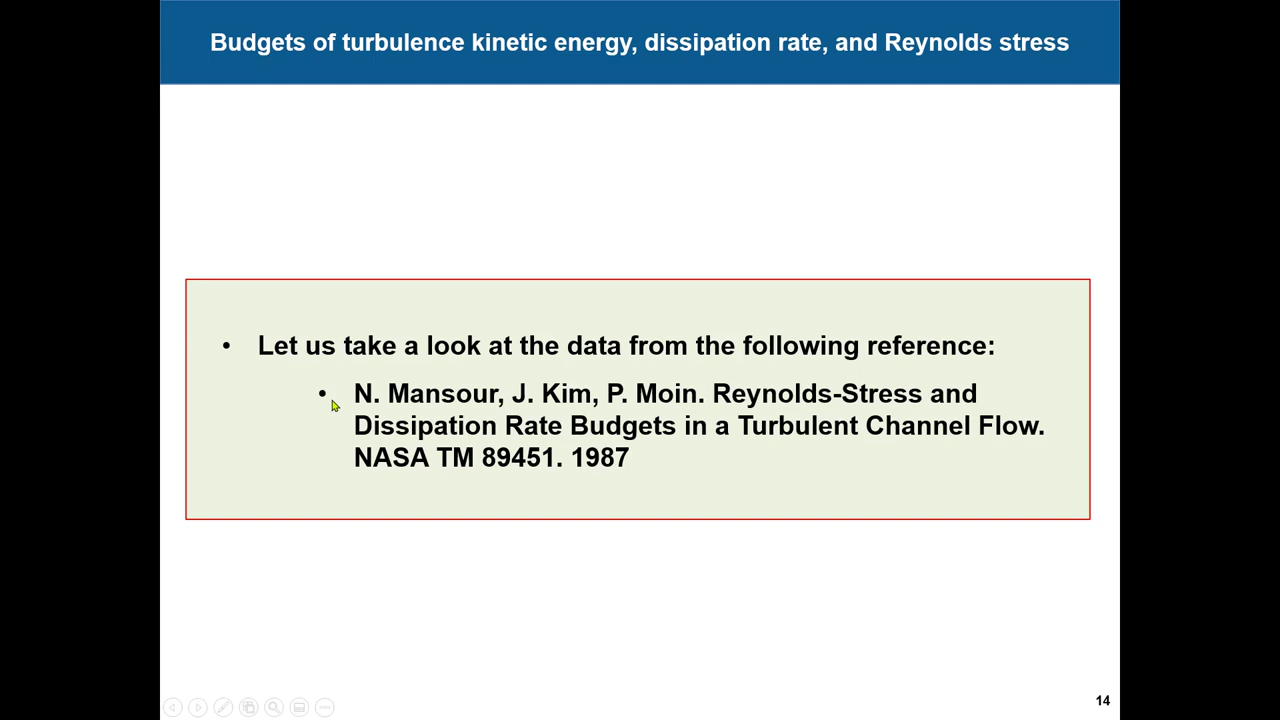 Budgets of turbulence kinetic energy, dissipation rate, and Reynolds stress
• Let us take a look at the data from the following reference:
• N. Mansour, J. Kim, P. Moin. Reynolds-Stress and
Dissipation Rate Budgets in a Turbulent Channel Flow.
NASA TM 89451. 1987
14